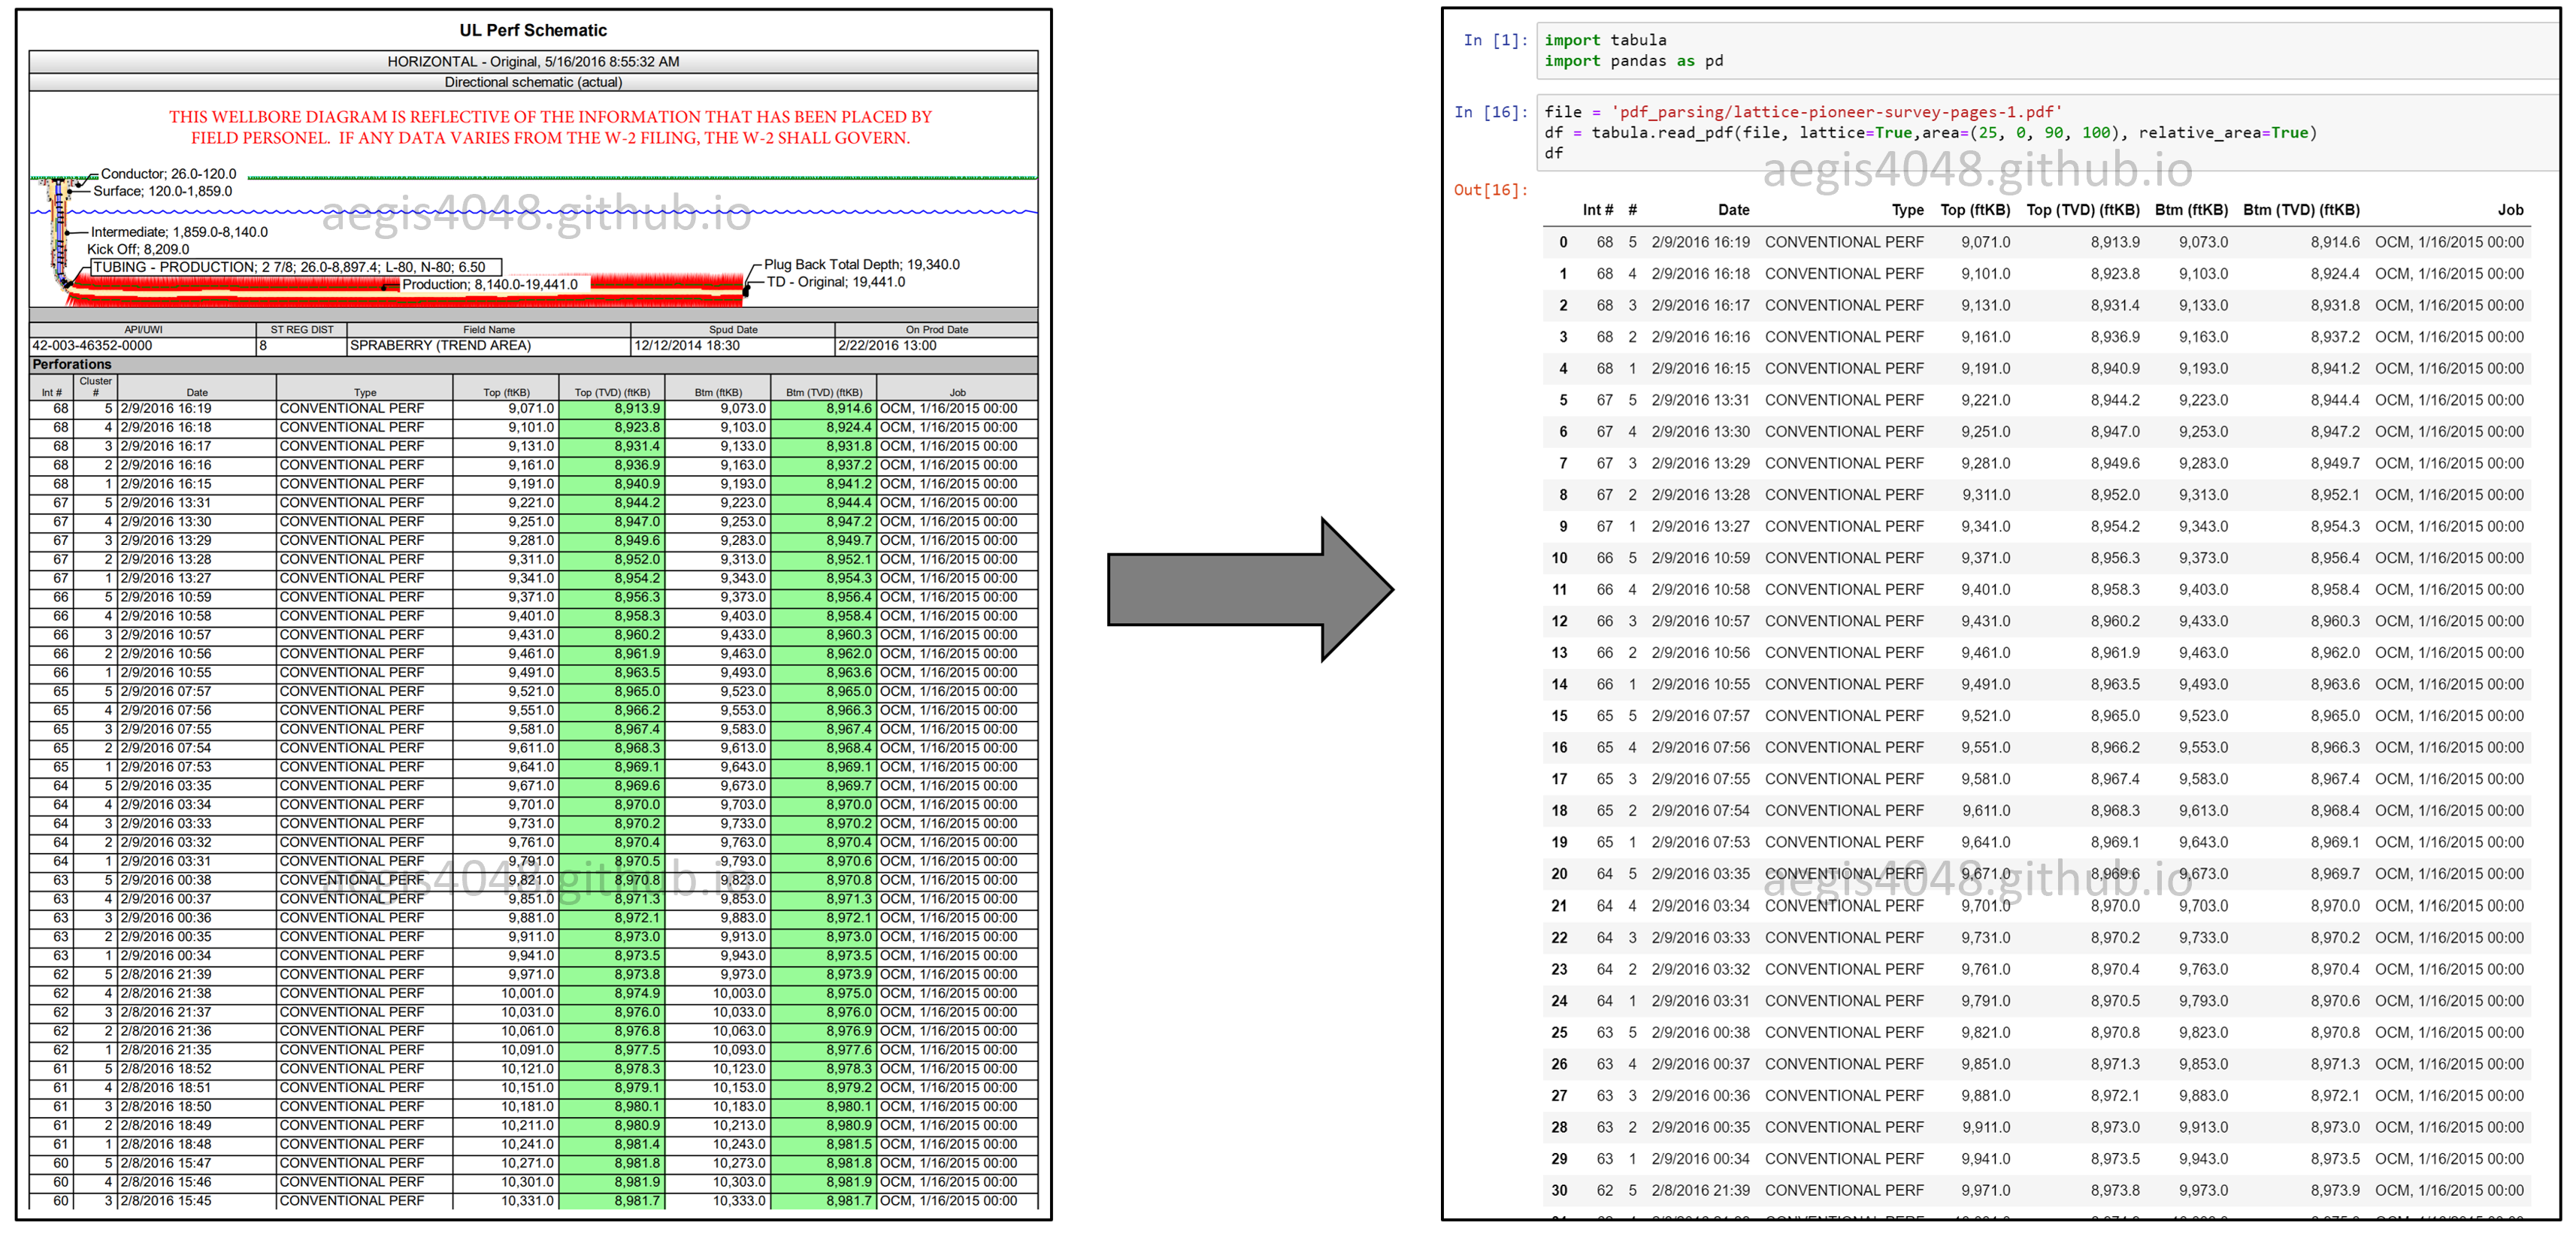 UL Perf Schematic
HORIZONTAL - Original, 5/16/2016 8:55:32 AM
Directional schematic (actual)
THIS WELLBORE DIAGRAM IS REFLECTIVE OF THE INFORMATION THAT HAS BEEN PLACED BY
FIELD PERSONEL. IF ANY DATA VARIES FROM THE W-2 FILING, THE W-2 SHALL GOVERN.
Conductor; 26.0-120.0
Surface; 120.0-1,859.0
aegis4048.github.io
Intermediate; 1,859.0-8,140.0
Kick Off; 8,209.0
TUBING - PRODUCTION; 2 7/8; 26.0-8,897.4; L-80, N-80; 6.50
Plug Back Total Depth; 19,340.0
Production; 8,140.0-19,441.0
TD - Original; 19,441.0
API/UWI ST REG DIST Field Name Spud Date On Prod Date
42-003-46352-0000 8 SPRABERRY (TREND AREA) 12/12/2014 18:30 2/22/2016 13:00
Perforations
Int # Cluster # Date Type Top (ftKB) Top (TVD) (ftKB) Btm (ftKB) Btm (TVD) (ftKB) Job
68 5 2/9/2016 16:19 CONVENTIONAL PERF 9,071.0 8,913.9 9,073.0 8,914.6 OCM, 1/16/2015 00:00
68 4 2/9/2016 16:18 CONVENTIONAL PERF 9,101.0 8,923.8 9,103.0 8,924.4 OCM, 1/16/2015 00:00
68 3 2/9/2016 16:17 CONVENTIONAL PERF 9,131.0 8,931.4 9,133.0 8,931.8 OCM, 1/16/2015 00:00
68 2 2/9/2016 16:16 CONVENTIONAL PERF 9,161.0 8,936.9 9,163.0 8,937.2 OCM, 1/16/2015 00:00
68 1 2/9/2016 16:15 CONVENTIONAL PERF 9,191.0 8,940.9 9,193.0 8,941.2 OCM, 1/16/2015 00:00
67 5 2/9/2016 13:31 CONVENTIONAL PERF 9,221.0 8,944.2 9,223.0 8,944.4 OCM, 1/16/2015 00:00
67 4 2/9/2016 13:30 CONVENTIONAL PERF 9,251.0 8,947.0 9,253.0 8,947.2 OCM, 1/16/2015 00:00
67 3 2/9/2016 13:29 CONVENTIONAL PERF 9,281.0 8,949.6 9,283.0 8,949.7 OCM, 1/16/2015 00:00
67 2 2/9/2016 13:28 CONVENTIONAL PERF 9,311.0 8,952.0 9,313.0 8,952.1 OCM, 1/16/2015 00:00
67 1 2/9/2016 13:27 CONVENTIONAL PERF 9,341.0 8,954.2 9,343.0 8,954.3 OCM, 1/16/2015 00:00
66 5 2/9/2016 10:59 CONVENTIONAL PERF 9,371.0 8,956.3 9,373.0 8,956.4 OCM, 1/16/2015 00:00
66 4 2/9/2016 10:58 CONVENTIONAL PERF 9,401.0 8,958.3 9,403.0 8,958.4 OCM, 1/16/2015 00:00
66 3 2/9/2016 10:57 CONVENTIONAL PERF 9,431.0 8,960.2 9,433.0 8,960.3 OCM, 1/16/2015 00:00
66 2 2/9/2016 10:56 CONVENTIONAL PERF 9,461.0 8,961.9 9,463.0 8,962.0 OCM, 1/16/2015 00:00
66 1 2/9/2016 10:55 CONVENTIONAL PERF 9,491.0 8,963.5 9,493.0 8,963.6 OCM, 1/16/2015 00:00
65 5 2/9/2016 07:57 CONVENTIONAL PERF 9,521.0 8,965.0 9,523.0 8,965.0 OCM, 1/16/2015 00:00
65 4 2/9/2016 07:56 CONVENTIONAL PERF 9,551.0 8,966.2 9,553.0 8,966.3 OCM, 1/16/2015 00:00
65 3 2/9/2016 07:55 CONVENTIONAL PERF 9,581.0 8,967.4 9,583.0 8,967.4 OCM, 1/16/2015 00:00
65 2 2/9/2016 07:54 CONVENTIONAL PERF 9,611.0 8,968.3 9,613.0 8,968.4 OCM, 1/16/2015 00:00
65 1 2/9/2016 07:53 CONVENTIONAL PERF 9,641.0 8,969.1 9,643.0 8,969.1 OCM, 1/16/2015 00:00
64 5 2/9/2016 03:35 CONVENTIONAL PERF 9,671.0 8,969.6 9,673.0 8,969.7 OCM, 1/16/2015 00:00
64 4 2/9/2016 03:34 CONVENTIONAL PERF 9,701.0 8,970.0 9,703.0 8,970.0 OCM, 1/16/2015 00:00
64 3 2/9/2016 03:33 CONVENTIONAL PERF 9,731.0 8,970.2 9,733.0 8,970.2 OCM, 1/16/2015 00:00
64 2 2/9/2016 03:32 CONVENTIONAL PERF 9,761.0 8,970.4 9,763.0 8,970.4 OCM, 1/16/2015 00:00
64 1 2/9/2016 03:31 CONVENTIONAL PERF 9,791.0 8,970.5 9,793.0 8,970.6 OCM, 1/16/2015 00:00
63 5 2/9/2016 00:38 CONVENTIONAL PERF 9,821.0 8,970.8 9,823.0 8,970.8 OCM, 1/16/2015 00:00
aegis4048.github.io
63 4 2/9/2016 00:37 CONVENTIONAL PERF 9,851.0 8,971.3 9,853.0 8,971.3 OCM, 1/16/2015 00:00
63 3 2/9/2016 00:36 CONVENTIONAL PERF 9,881.0 8,972.1 9,883.0 8,972.1 OCM, 1/16/2015 00:00
63 2 2/9/2016 00:35 CONVENTIONAL PERF 9,911.0 8,973.0 9,913.0 8,973.0 OCM, 1/16/2015 00:00
63 1 2/9/2016 00:34 CONVENTIONAL PERF 9,941.0 8,973.5 9,943.0 8,973.5 OCM, 1/16/2015 00:00
62 5 2/8/2016 21:39 CONVENTIONAL PERF 9,971.0 8,973.8 9,973.0 8,973.9 OCM, 1/16/2015 00:00
62 4 2/8/2016 21:38 CONVENTIONAL PERF 10,001.0 8,974.9 10,003.0 8,975.0 OCM, 1/16/2015 00:00
62 3 2/8/2016 21:37 CONVENTIONAL PERF 10,031.0 8,976.0 10,033.0 8,976.0 OCM, 1/16/2015 00:00
62 2 2/8/2016 21:36 CONVENTIONAL PERF 10,061.0 8,976.8 10,063.0 8,976.9 OCM, 1/16/2015 00:00
62 1 2/8/2016 21:35 CONVENTIONAL PERF 10,091.0 8,977.5 10,093.0 8,977.6 OCM, 1/16/2015 00:00
61 5 2/8/2016 18:52 CONVENTIONAL PERF 10,121.0 8,978.3 10,123.0 8,978.3 OCM, 1/16/2015 00:00
61 4 2/8/2016 18:51 CONVENTIONAL PERF 10,151.0 8,979.1 10,153.0 8,979.2 OCM, 1/16/2015 00:00
61 3 2/8/2016 18:50 CONVENTIONAL PERF 10,181.0 8,980.1 10,183.0 8,980.1 OCM, 1/16/2015 00:00
61 2 2/8/2016 18:49 CONVENTIONAL PERF 10,211.0 8,980.9 10,213.0 8,980.9 OCM, 1/16/2015 00:00
61 1 2/8/2016 18:48 CONVENTIONAL PERF 10,241.0 8,981.4 10,243.0 8,981.5 OCM, 1/16/2015 00:00
60 5 2/8/2016 15:47 CONVENTIONAL PERF 10,271.0 8,981.8 10,273.0 8,981.8 OCM, 1/16/2015 00:00
60 4 2/8/2016 15:46 CONVENTIONAL PERF 10,301.0 8,981.9 10,303.0 8,981.9 OCM, 1/16/2015 00:00
60 3 2/8/2016 15:45 CONVENTIONAL PERF 10,331.0 8,981.7 10,333.0 8,981.7 OCM, 1/16/2015 00:00
In [1]: import tabula
import pandas as pd
In [16]: file = 'pdf_parsing/lattice-pioneer-survey-pages-1.pdf'
df = tabula.read_pdf(file, lattice=True,area=(25, 0, 90, 100), relative_area=True)
df
aegis4048.github.io
Out[16]:
Int # # Date Type Top (ftKB) Top (TVD) (ftKB) Btm (ftKB) Btm (TVD) (ftKB) Job
0 68 5 2/9/2016 16:19 CONVENTIONAL PERF 9,071.0 8,913.9 9,073.0 8,914.6 OCM, 1/16/2015 00:00
1 68 4 2/9/2016 16:18 CONVENTIONAL PERF 9,101.0 8,923.8 9,103.0 8,924.4 OCM, 1/16/2015 00:00
2 68 3 2/9/2016 16:17 CONVENTIONAL PERF 9,131.0 8,931.4 9,133.0 8,931.8 OCM, 1/16/2015 00:00
3 68 2 2/9/2016 16:16 CONVENTIONAL PERF 9,161.0 8,936.9 9,163.0 8,937.2 OCM, 1/16/2015 00:00
4 68 1 2/9/2016 16:15 CONVENTIONAL PERF 9,191.0 8,940.9 9,193.0 8,941.2 OCM, 1/16/2015 00:00
5 67 5 2/9/2016 13:31 CONVENTIONAL PERF 9,221.0 8,944.2 9,223.0 8,944.4 OCM, 1/16/2015 00:00
6 67 4 2/9/2016 13:30 CONVENTIONAL PERF 9,251.0 8,947.0 9,253.0 8,947.2 OCM, 1/16/2015 00:00
7 67 3 2/9/2016 13:29 CONVENTIONAL PERF 9,281.0 8,949.6 9,283.0 8,949.7 OCM, 1/16/2015 00:00
8 67 2 2/9/2016 13:28 CONVENTIONAL PERF 9,311.0 8,952.0 9,313.0 8,952.1 OCM, 1/16/2015 00:00
9 67 1 2/9/2016 13:27 CONVENTIONAL PERF 9,341.0 8,954.2 9,343.0 8,954.3 OCM, 1/16/2015 00:00
10 66 5 2/9/2016 10:59 CONVENTIONAL PERF 9,371.0 8,956.3 9,373.0 8,956.4 OCM, 1/16/2015 00:00
11 66 4 2/9/2016 10:58 CONVENTIONAL PERF 9,401.0 8,958.3 9,403.0 8,958.4 OCM, 1/16/2015 00:00
12 66 3 2/9/2016 10:57 CONVENTIONAL PERF 9,431.0 8,960.2 9,433.0 8,960.3 OCM, 1/16/2015 00:00
13 66 2 2/9/2016 10:56 CONVENTIONAL PERF 9,461.0 8,961.9 9,463.0 8,962.0 OCM, 1/16/2015 00:00
14 66 1 2/9/2016 10:55 CONVENTIONAL PERF 9,491.0 8,963.5 9,493.0 8,963.6 OCM, 1/16/2015 00:00
15 65 5 2/9/2016 07:57 CONVENTIONAL PERF 9,521.0 8,965.0 9,523.0 8,965.0 OCM, 1/16/2015 00:00
16 65 4 2/9/2016 07:56 CONVENTIONAL PERF 9,551.0 8,966.2 9,553.0 8,966.3 OCM, 1/16/2015 00:00
17 65 3 2/9/2016 07:55 CONVENTIONAL PERF 9,581.0 8,967.4 9,583.0 8,967.4 OCM, 1/16/2015 00:00
18 65 2 2/9/2016 07:54 CONVENTIONAL PERF 9,611.0 8,968.3 9,613.0 8,968.4 OCM, 1/16/2015 00:00
19 65 1 2/9/2016 07:53 CONVENTIONAL PERF 9,641.0 8,969.1 9,643.0 8,969.1 OCM, 1/16/2015 00:00
20 64 5 2/9/2016 03:35 CONVENTIONAL PERF 9,671.0 8,969.6 9,673.0 8,969.7 OCM, 1/16/2015 00:00
aegis4048.github.io
21 64 4 2/9/2016 03:34 CONVENTIONAL PERF 9,701.0 8,970.0 9,703.0 8,970.0 OCM, 1/16/2015 00:00
22 64 3 2/9/2016 03:33 CONVENTIONAL PERF 9,731.0 8,970.2 9,733.0 8,970.2 OCM, 1/16/2015 00:00
23 64 2 2/9/2016 03:32 CONVENTIONAL PERF 9,761.0 8,970.4 9,763.0 8,970.4 OCM, 1/16/2015 00:00
24 64 1 2/9/2016 03:31 CONVENTIONAL PERF 9,791.0 8,970.5 9,793.0 8,970.6 OCM, 1/16/2015 00:00
25 63 5 2/9/2016 00:38 CONVENTIONAL PERF 9,821.0 8,970.8 9,823.0 8,970.8 OCM, 1/16/2015 00:00
26 63 4 2/9/2016 00:37 CONVENTIONAL PERF 9,851.0 8,971.3 9,853.0 8,971.3 OCM, 1/16/2015 00:00
27 63 3 2/9/2016 00:36 CONVENTIONAL PERF 9,881.0 8,972.1 9,883.0 8,972.1 OCM, 1/16/2015 00:00
28 63 2 2/9/2016 00:35 CONVENTIONAL PERF 9,911.0 8,973.0 9,913.0 8,973.0 OCM, 1/16/2015 00:00
29 63 1 2/9/2016 00:34 CONVENTIONAL PERF 9,941.0 8,973.5 9,943.0 8,973.5 OCM, 1/16/2015 00:00
30 62 5 2/8/2016 21:39 CONVENTIONAL PERF 9,971.0 8,973.8 9,973.0 8,973.9 OCM, 1/16/2015 00:00